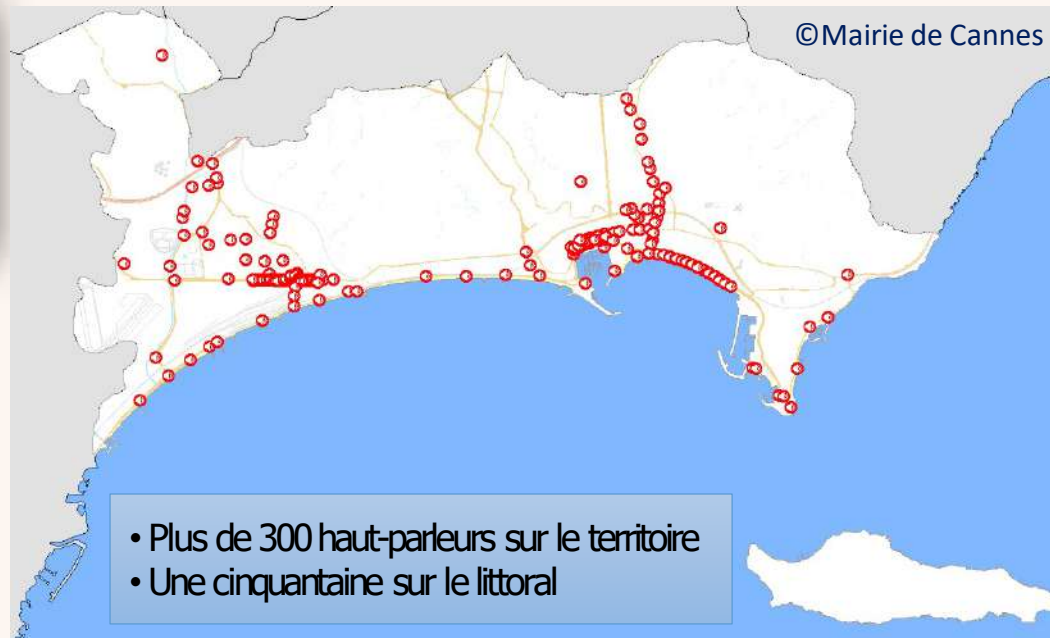 ©Mairie de Cannes
• Plus de 300 haut-parleurs sur le territoire
• Une cinquantaine sur le littoral